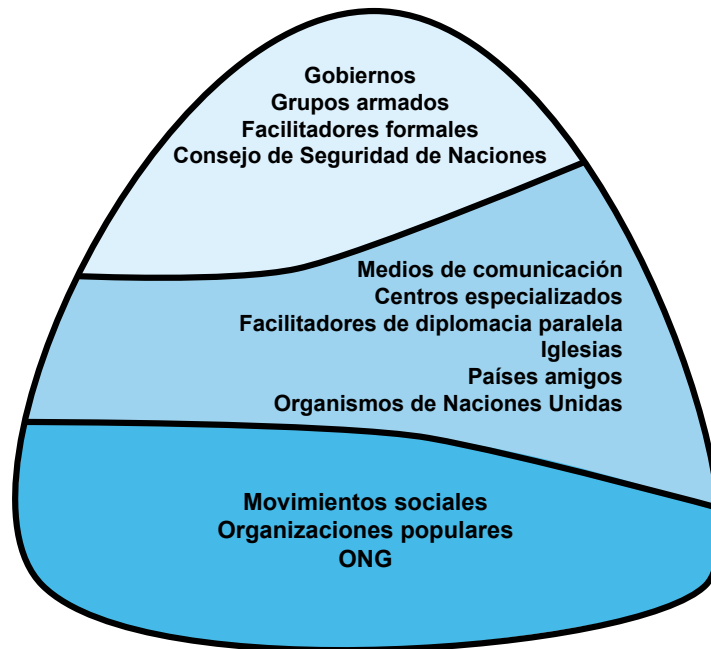 Gobiernos
Grupos armados
Facilitadores formales
Consejo de Seguridad de Naciones
Medios de comunicación
Centros especializados
Facilitadores de diplomacia paralela
Iglesias
Países amigos
Organismos de Naciones Unidas
Movimientos sociales
Organizaciones populares
ONG